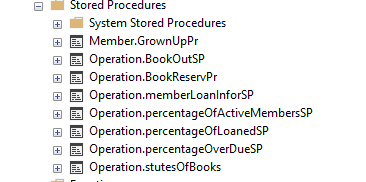 Stored Procedures
System Stored Procedures
Member.GrownUpPr
Operation.BookOutSP
Operation.BookReservPr
Operation.memberLoanInforSP
Operation.percentageOfActiveMembersSP
Operation.percentageOfLoanedSP
Operation.percentageOverDueSP
Operation.stutesOfBooks